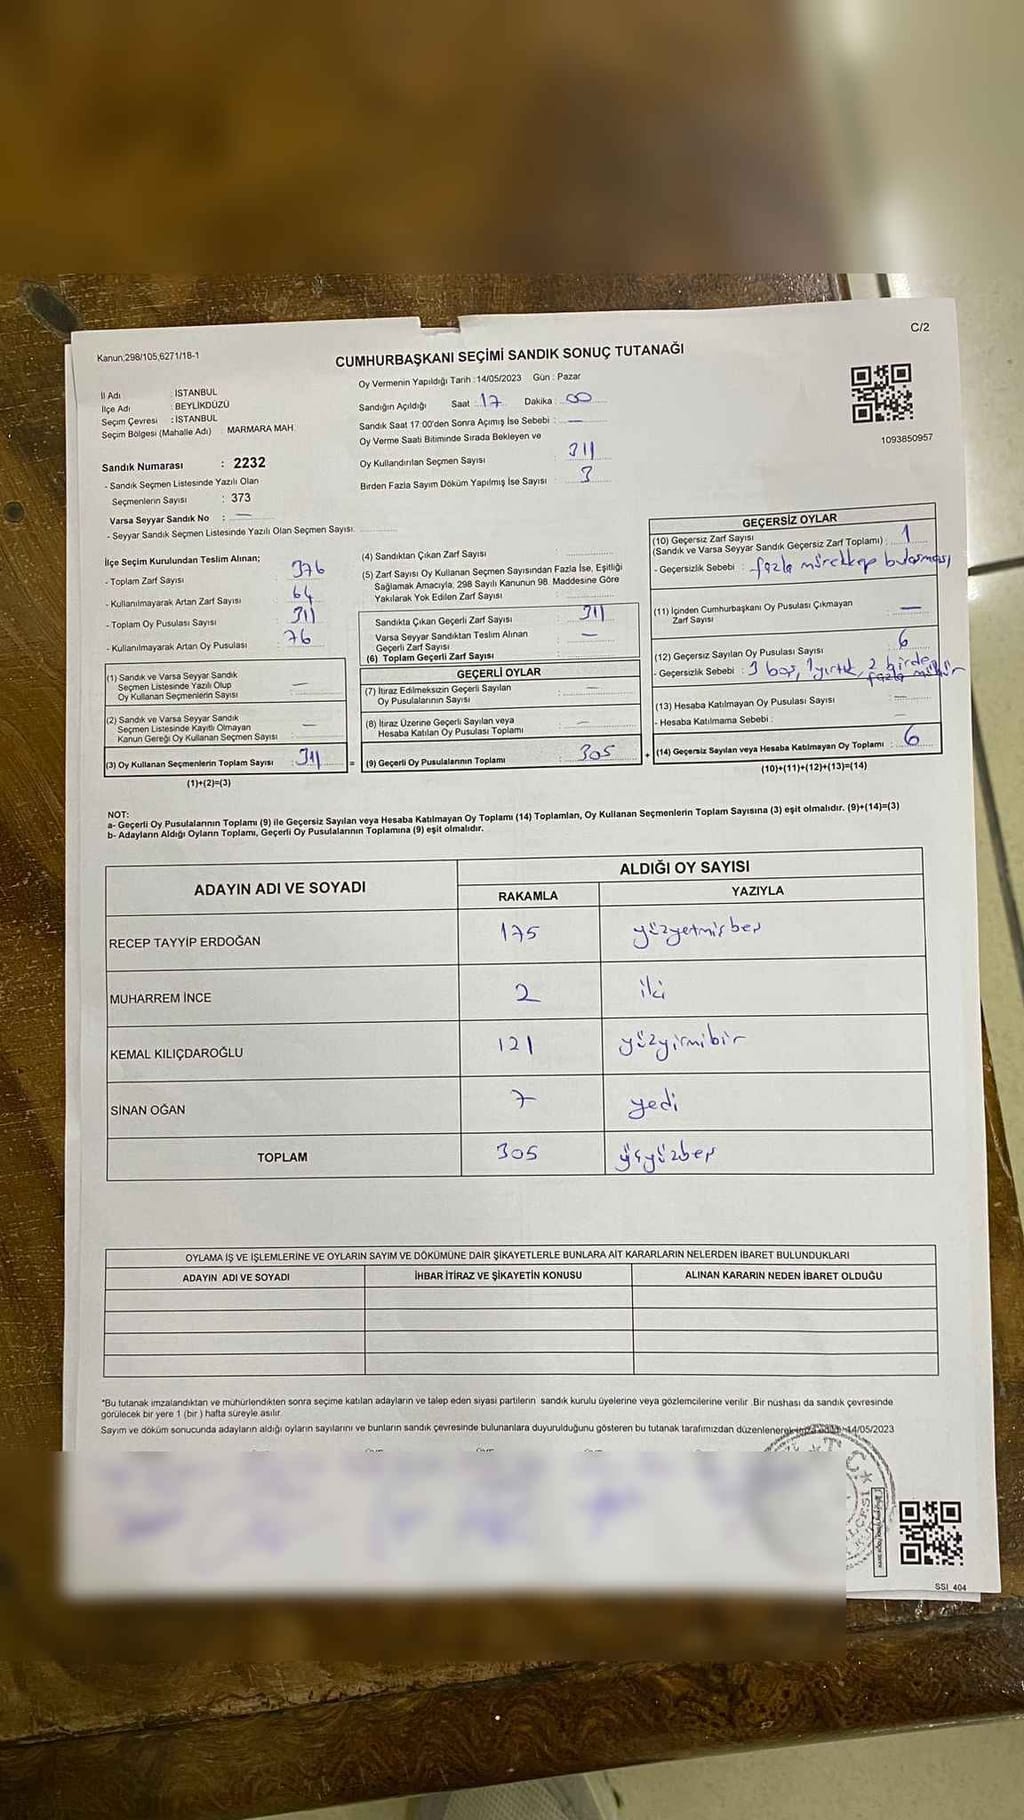 C/2
Kanun;298/105,6271/18-1
CUMHURBAŞKANI SEÇİMİ SANDIK SONUÇ TUTANAĞI
İl Adı : İSTANBUL
İlçe Adı : BEYLİKDÜZÜ
Seçim Çevresi : İSTANBUL
Seçim Bölgesi (Mahalle Adı) : MARMARA MAH.
Sandık Numarası : 2232
- Sandık Seçmen Listesinde Yazılı Olan
Seçmenlerin Sayısı : 373
Varsa Seyyar Sandık No : —
- Seyyar Sandık Seçmen Listesinde Yazılı Olan Seçmen Sayısı:
Oy Vermenin Yapıldığı Tarih : 14/05/2023 Gün : Pazar
Sandığın Açıldığı Saat : 17 Dakika : 00
Sandık Saat 17:00'den Sonra Açımış İse Sebebi : —
Oy Verme Saati Bitiminde Sırada Bekleyen ve
Oy Kullandırılan Seçmen Sayısı 311
Birden Fazla Sayım Döküm Yapılmış İse Sayısı : 3
1093850957
İlçe Seçim Kurulundan Teslim Alınan;
- Toplam Zarf Sayısı 376
- Kullanılmayarak Artan Zarf Sayısı 64
- Toplam Oy Pusulası Sayısı : 311
- Kullanılmayarak Artan Oy Pusulası : 76
(1) Sandık ve Varsa Seyyar Sandık
Seçmen Listesinde Yazılı Olup
Oy Kullanan Seçmenlerin Sayısı —
(2) Sandık ve Varsa Seyyar Sandık
Seçmen Listesinde Kayıtlı Olmayan
Kanun Gereği Oy Kullanan Seçmen Sayısı —
(3) Oy Kullanan Seçmenlerin Toplam Sayısı : 311 =
(1)+(2)=(3)
(4) Sandıktan Çıkan Zarf Sayısı
(5) Zarf Sayısı Oy Kullanan Seçmen Sayısından Fazla İse, Eşitliği
Sağlamak Amacıyla, 298 Sayılı Kanunun 98. Maddesine Göre
Yakılarak Yok Edilen Zarf Sayısı
Sandıkta Çıkan Geçerli Zarf Sayısı : 311
Varsa Seyyar Sandıktan Teslim Alınan
Geçerli Zarf Sayısı —
(6) Toplam Geçerli Zarf Sayısı
GEÇERLİ OYLAR
(7) İtiraz Edilmeksizin Geçerli Sayılan
Oy Pusulalarının Sayısı : —
(8) İtiraz Üzerine Geçerli Sayılan veya
Hesaba Katılan Oy Pusulası Toplamı : —
(9) Geçerli Oy Pusulalarının Toplamı : 305 +
GEÇERSİZ OYLAR
(10) Geçersiz Zarf Sayısı
(Sandık ve Varsa Seyyar Sandık Geçersiz Zarf Toplamı) : 1
- Geçersizlik Sebebi : fazla mürekkep bulaşması
(11) İçinden Cumhurbaşkanı Oy Pusulası Çıkmayan
Zarf Sayısı —
(12) Geçersiz Sayılan Oy Pusulası Sayısı 6
- Geçersizlik Sebebi : 3 boş, 1 yırtık, 2 birden
fazla mühür
(13) Hesaba Katılmayan Oy Pusulası Sayısı —
- Hesaba Katılmama Sebebi : —
(14) Geçersiz Sayılan veya Hesaba Katılmayan Oy Toplamı : 6
(10)+(11)+(12)+(13)=(14)
NOT:
a- Geçerli Oy Pusulalarının Toplamı (9) ile Geçersiz Sayılan veya Hesaba Katılmayan Oy Toplamı (14) Toplamları, Oy Kullanan Seçmenlerin Toplam Sayısına (3) eşit olmalıdır. (9)+(14)=(3)
b- Adayların Aldığı Oyların Toplamı, Geçerli Oy Pusulalarının Toplamına (9) eşit olmalıdır.
ADAYIN ADI VE SOYADI ALDIĞI OY SAYISI
RAKAMLA YAZIYLA
RECEP TAYYİP ERDOĞAN 175 yüzyetmişbeş
MUHARREM İNCE 2 iki
KEMAL KILIÇDAROĞLU 121 yüzyirmibir
SİNAN OĞAN 7 yedi
TOPLAM 305 üçyüzbeş
OYLAMA İŞ VE İŞLEMLERİNE VE OYLARIN SAYIM VE DÖKÜMÜNE DAİR ŞİKAYETLERLE BUNLARA AİT KARARLARIN NELERDEN İBARET BULUNDUKLARI
ADAYIN ADI VE SOYADI İHBAR İTİRAZ VE ŞİKAYETİN KONUSU ALINAN KARARIN NEDEN İBARET OLDUĞU
*Bu tutanak imzalandıktan ve mühürlendikten sonra seçime katılan adayların ve talep eden siyasi partilerin sandık kurulu üyelerine veya gözlemcilerine verilir .Bir nüshası da sandık çevresinde
görülecek bir yere 1 (bir ) hafta süreyle asılır.
Sayım ve döküm sonucunda adayların aldığı oyların sayılarını ve bunların sandık çevresinde bulunanlara duyurulduğunu gösteren bu tutanak tarafımızdan düzenlenerek imza edildi. 14/05/2023
T.C.
SSİ_404